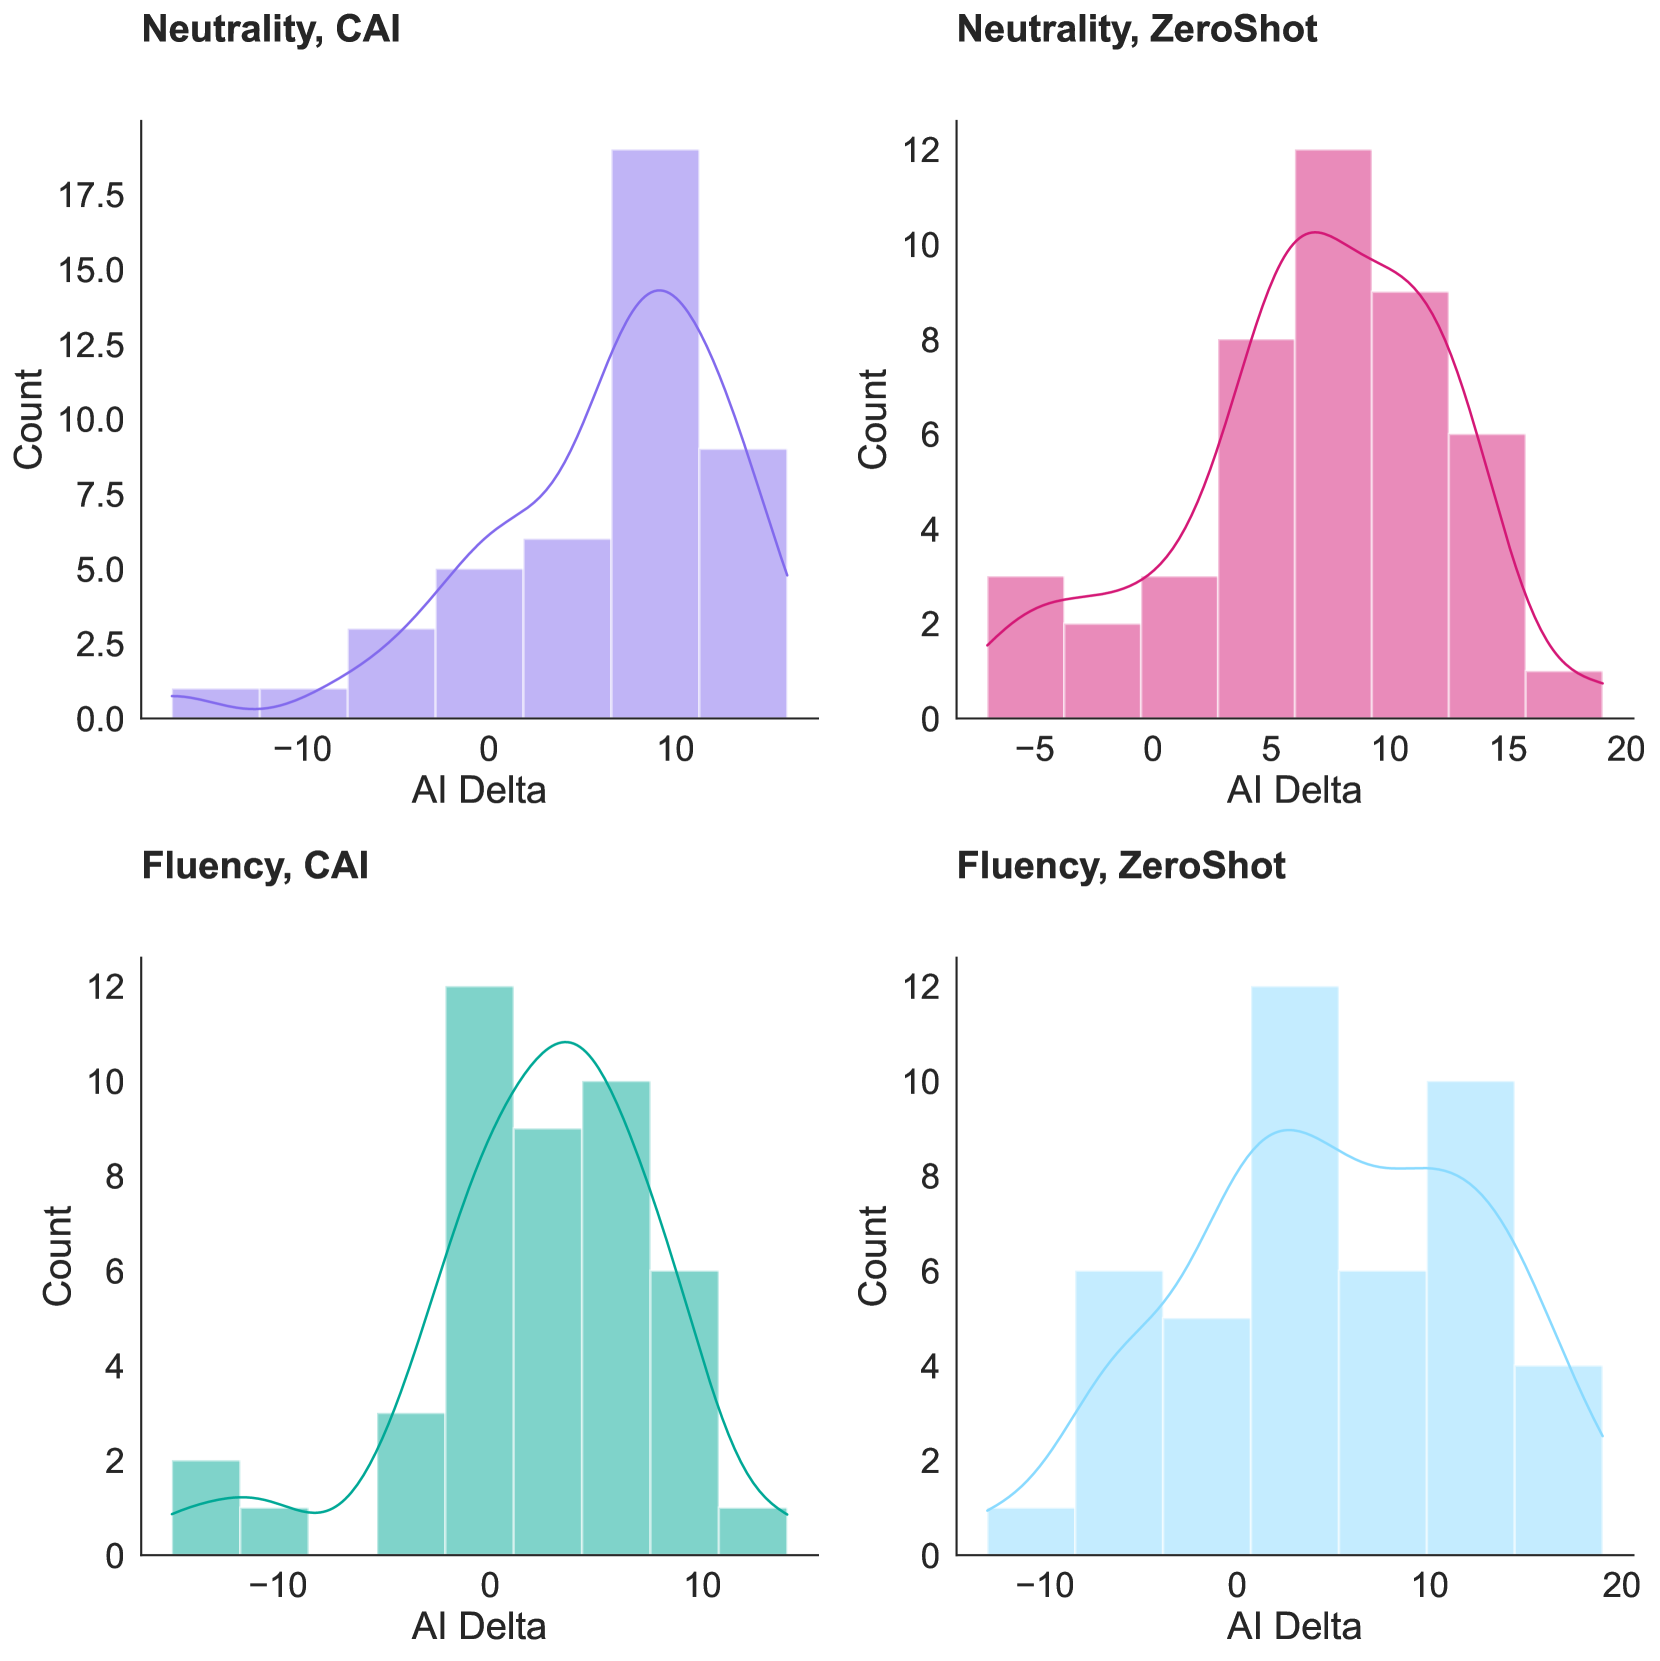 Neutrality, CAI
17.5
15.0
12.5
10.0
7.5
5.0
2.5
0.0
Count
−10 0 10
AI Delta
Neutrality, ZeroShot
12
10
8
6
4
2
0
Count
−5 0 5 10 15 20
AI Delta
Fluency, CAI
12
10
8
6
4
2
0
Count
−10 0 10
AI Delta
Fluency, ZeroShot
12
10
8
6
4
2
0
Count
−10 0 10 20
AI Delta